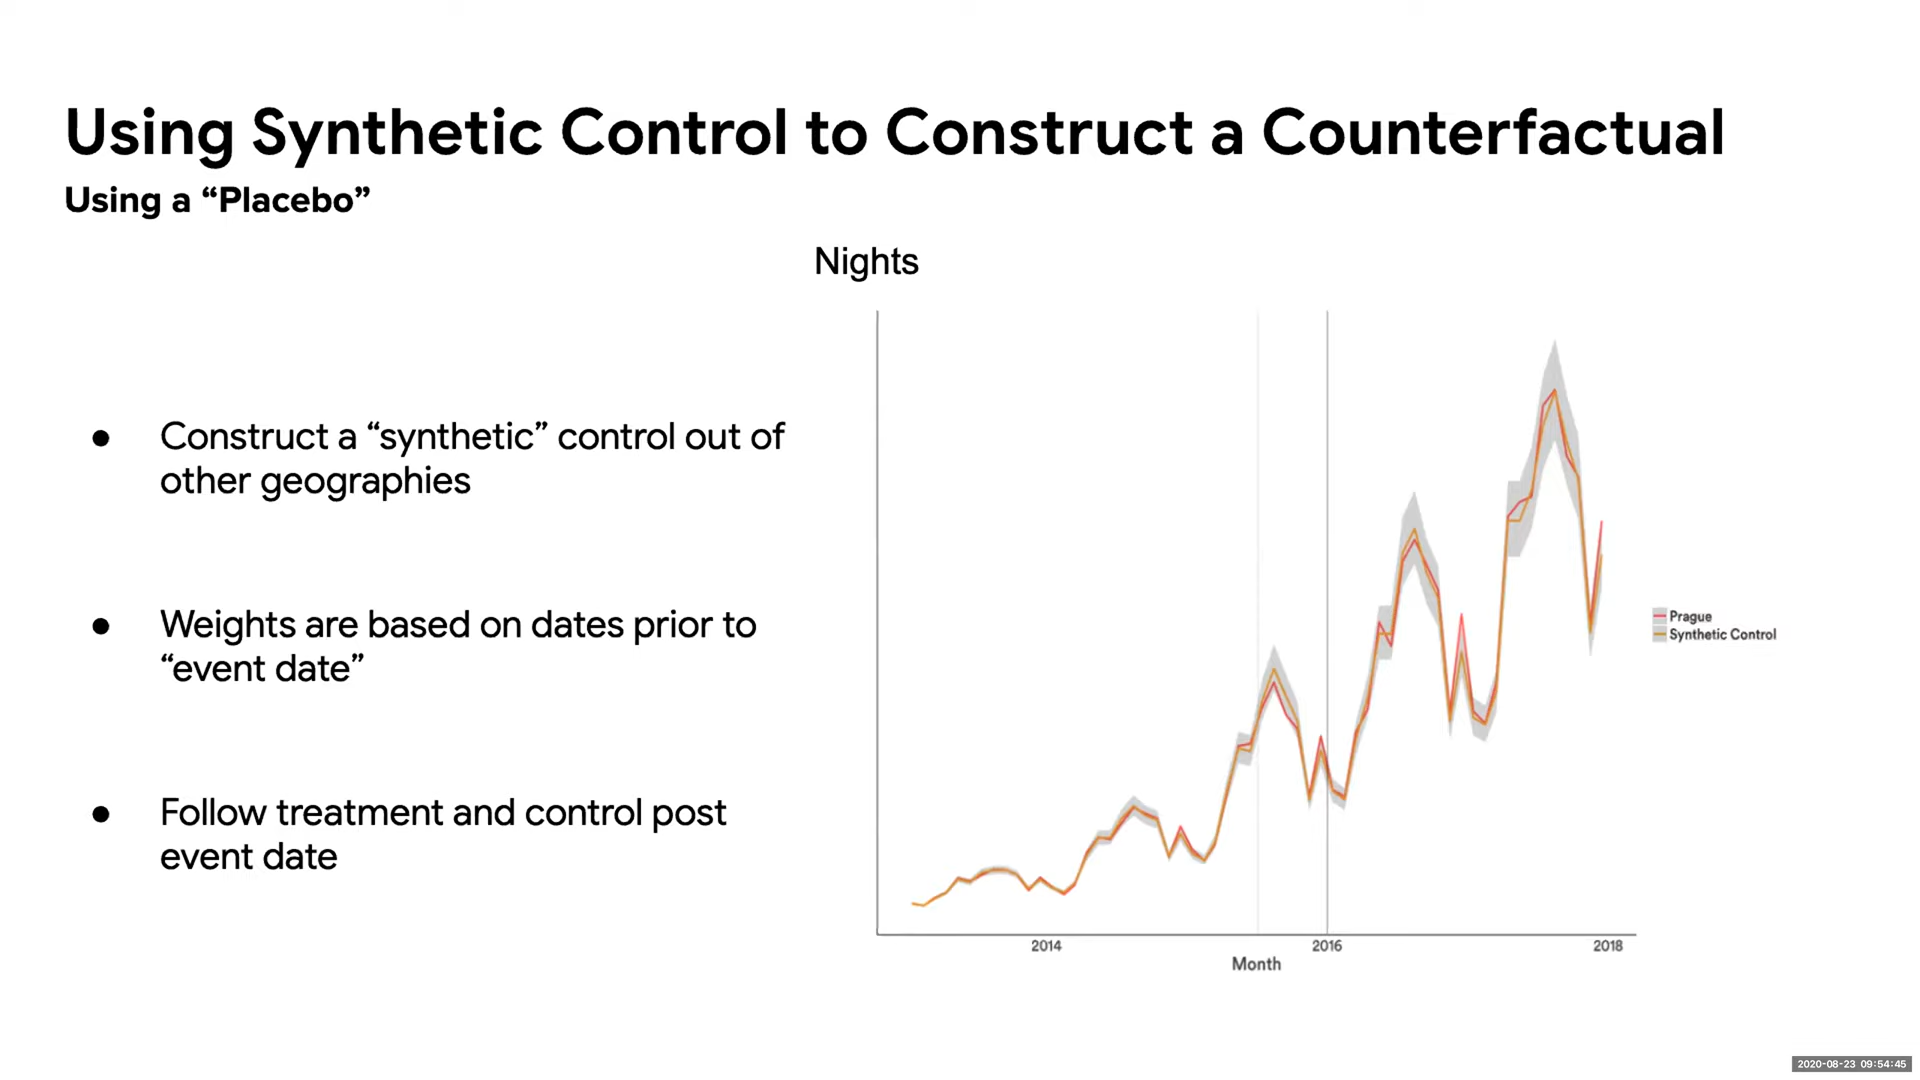 Using Synthetic Control to Construct a Counterfactual
Using a “Placebo”
● Construct a “synthetic” control out of
other geographies
● Weights are based on dates prior to
“event date”
● Follow treatment and control post
event date
Nights
Prague
Synthetic Control
2014 2016 2018
Month
2020-08-23 09:54:45